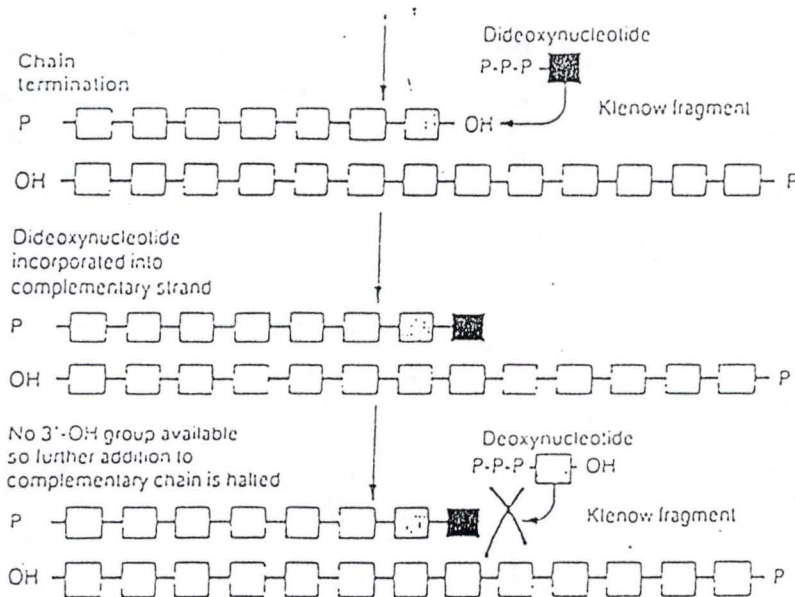 Dideoxynucleotide
P-P-P
Chain
termination
Klenow fragment
P
OH
OH
P
Dideoxynucleotide
incorporated into
complementary strand
P
OH
P
No 3'-OH group available
so further addition to
complementary chain is halted
Deoxynucleotide
P-P-P
OH
Klenow fragment
P
OH
P